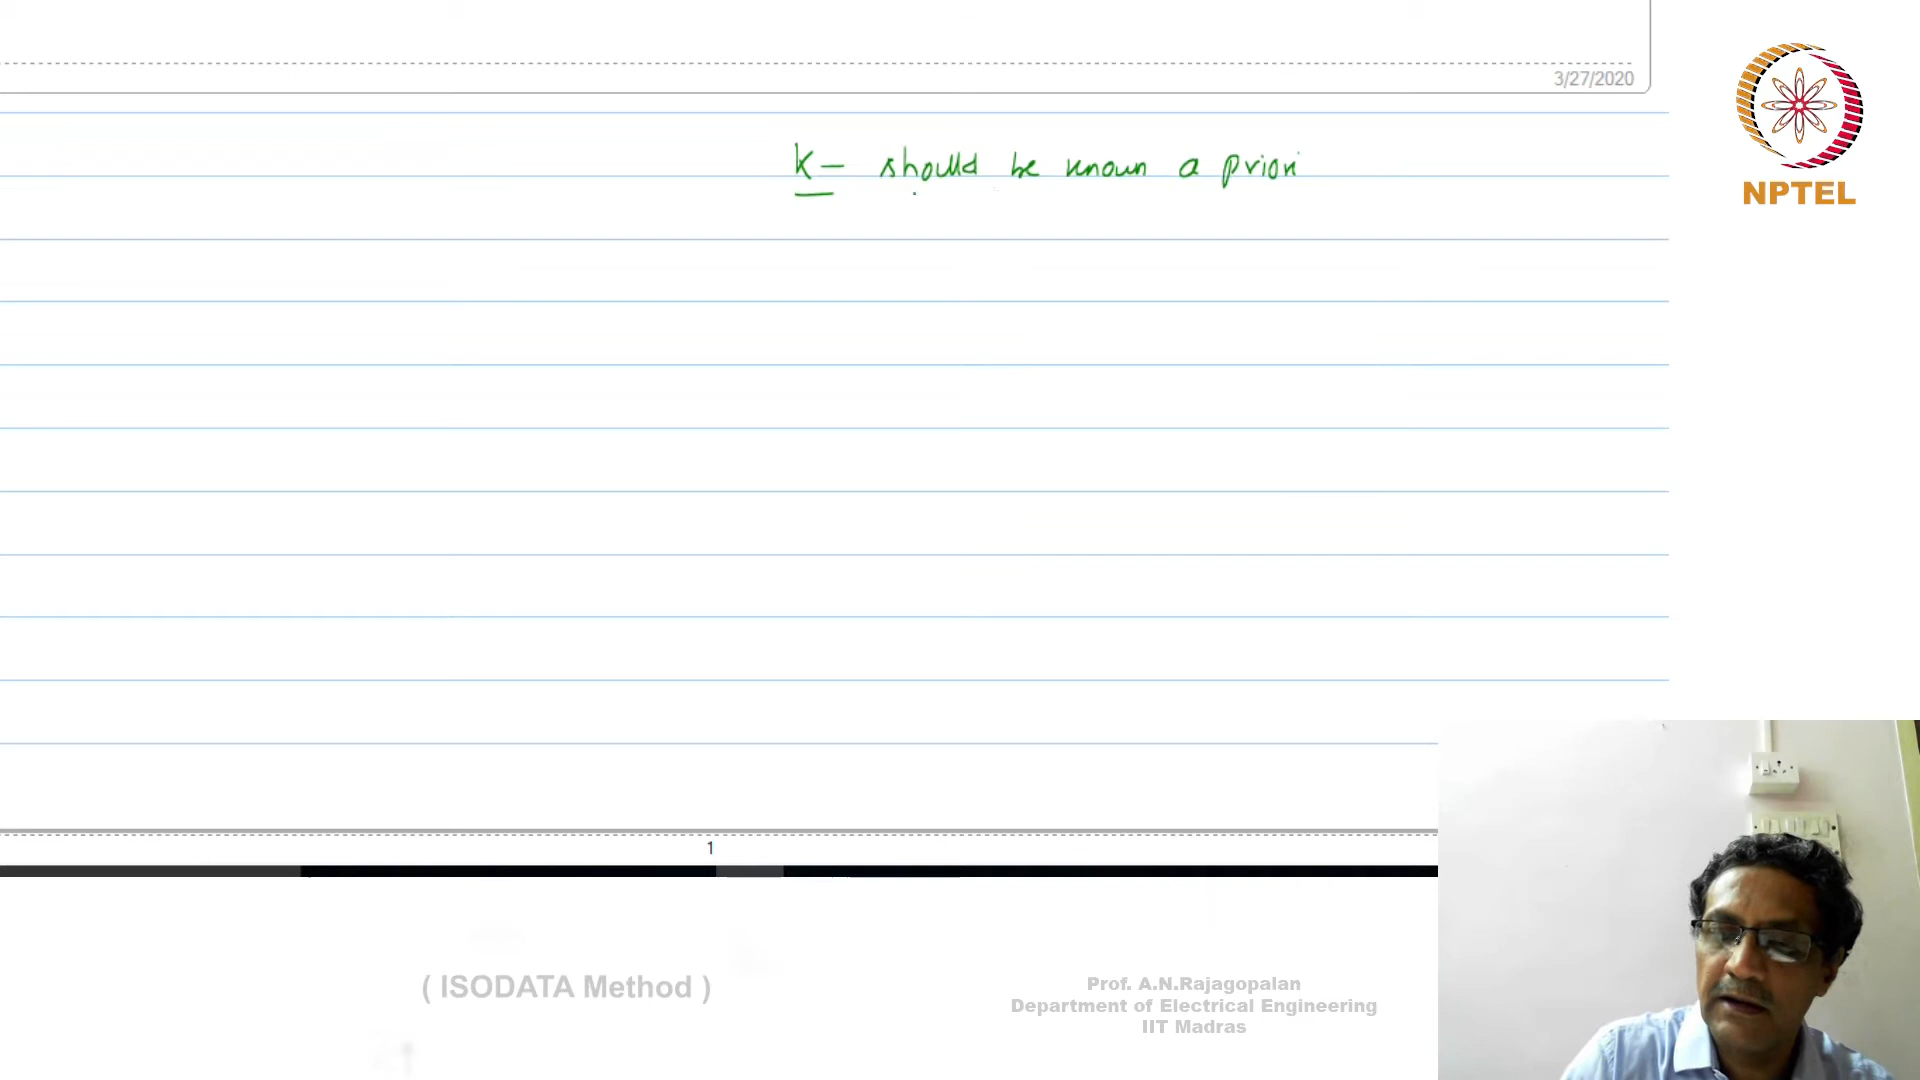 3/27/2020
K- should be known a priori
NPTEL
1
( ISODATA Method )
Prof. A.N.Rajagopalan
Department of Electrical Engineering
IIT Madras